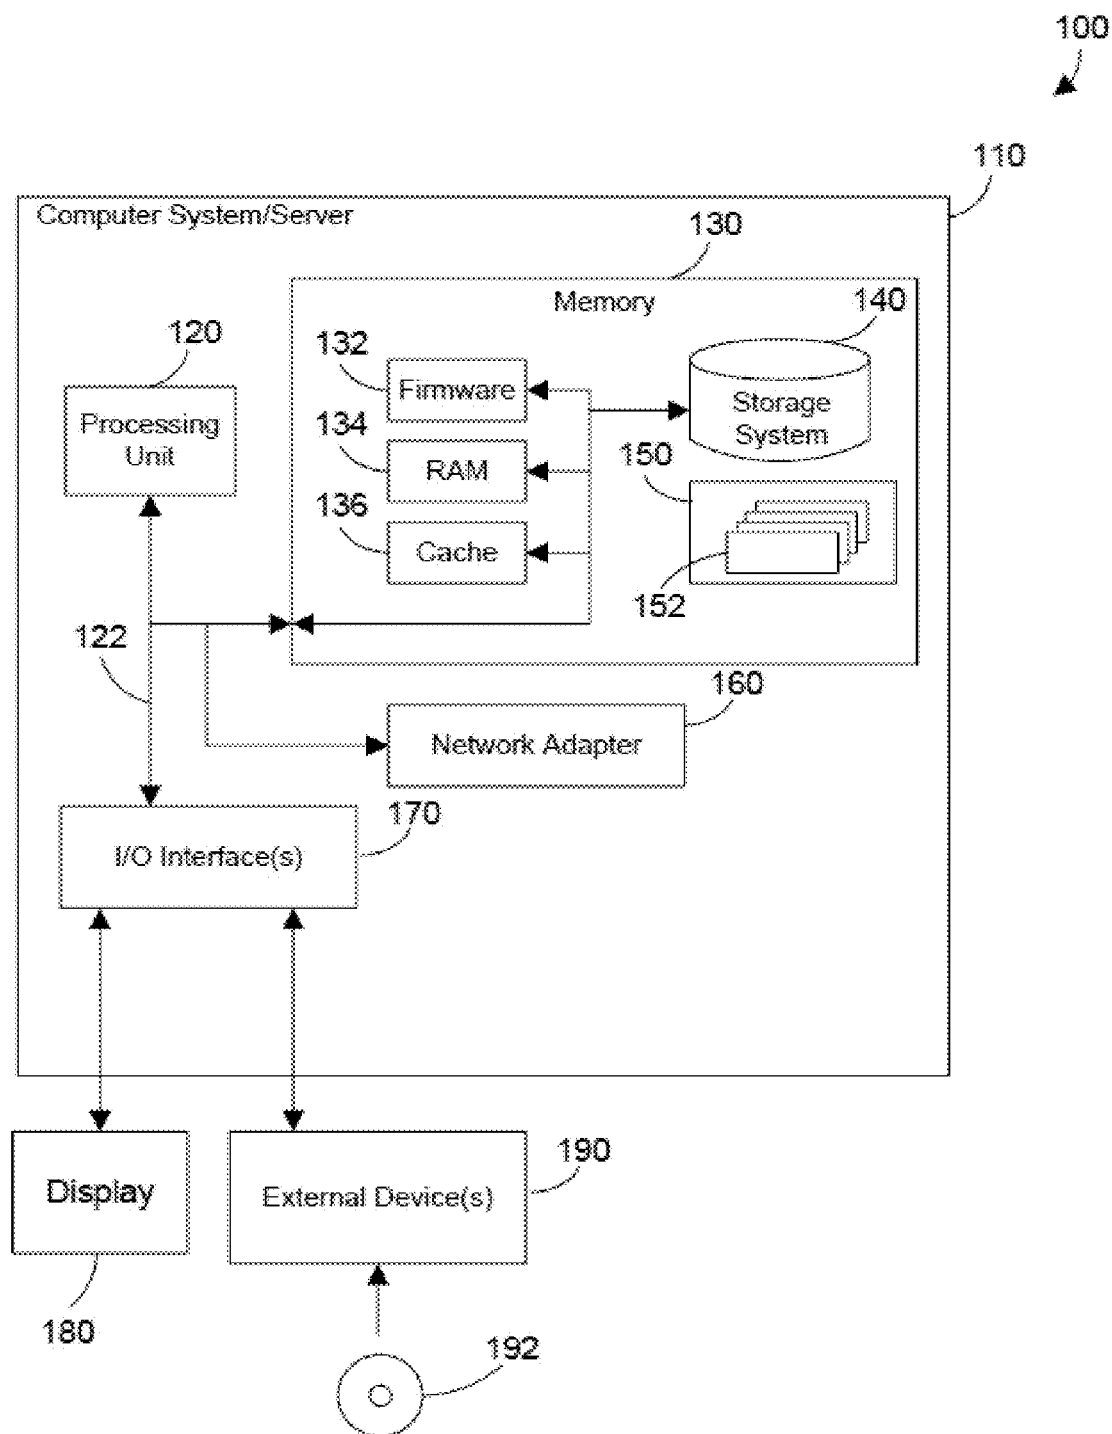 100
110
Computer System/Server
130
Memory
140
120
132
Firmware
Storage
System
Processing
Unit
134
RAM
150
136
Cache
152
122
160
Network Adapter
170
I/O Interface(s)
190
Display
External Device(s)
180
192